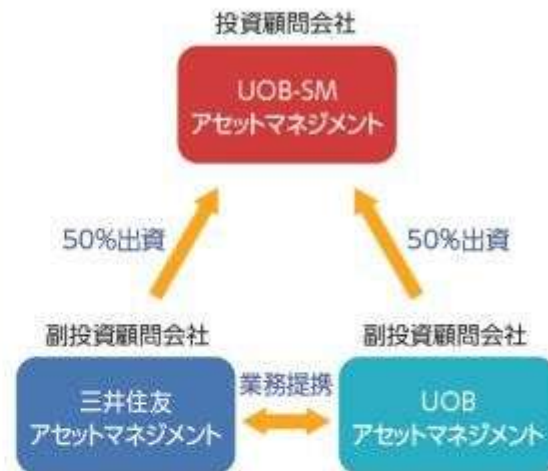 投資顧問会社
UOB-SM
アセットマネジメント
50%出資
50%出資
副投資顧問会社
副投資顧問会社
三井住友
アセットマネジメント
業務提携
UOB
アセットマネジメント